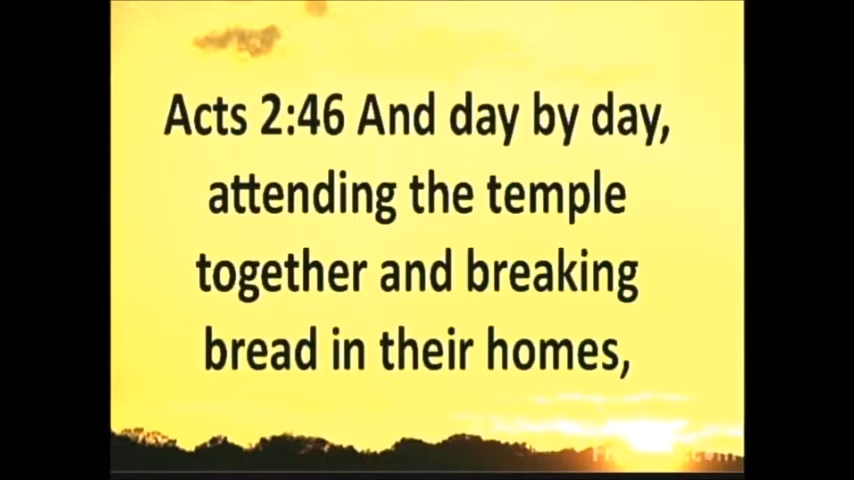 Acts 2:46 And day by day,
attending the temple
together and breaking
bread in their homes,